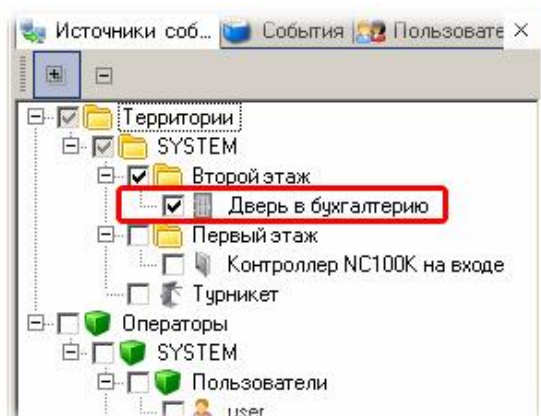 Источники соб... События Пользовате
Территории
SYSTEM
Второй этаж
Дверь в бухгалтерию
Первый этаж
Контроллер NC100K на входе
Турникет
Операторы
SYSTEM
Пользователи
user